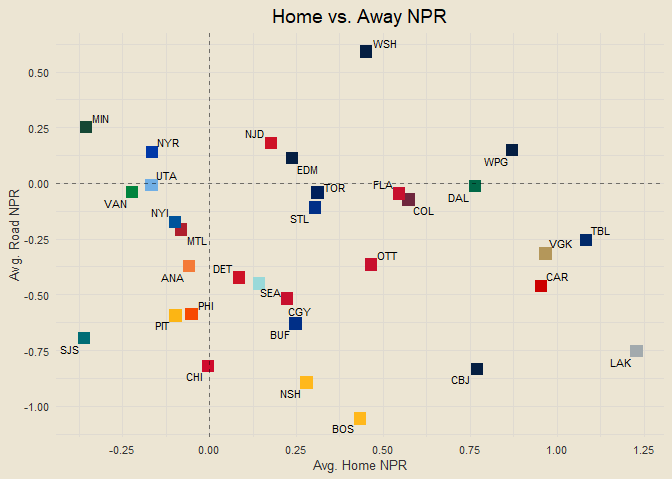 Home vs. Away NPR
WSH
0.50
MIN
0.25
NJD
NYR
WPG
EDM
UTA
0.00
FLA
TOR
DAL
VAN
NYI
COL
STL
TBL
MTL
VGK
-0.25
OTT
DET
ANA
CAR
SEA
-0.50
PHI
CGY
PIT
BUF
SJS
-0.75
LAK
CHI
CBJ
NSH
-1.00
BOS
-0.25
0.00
0.25
0.50
0.75
1.00
1.25
Avg. Home NPR
Avg. Road NPR